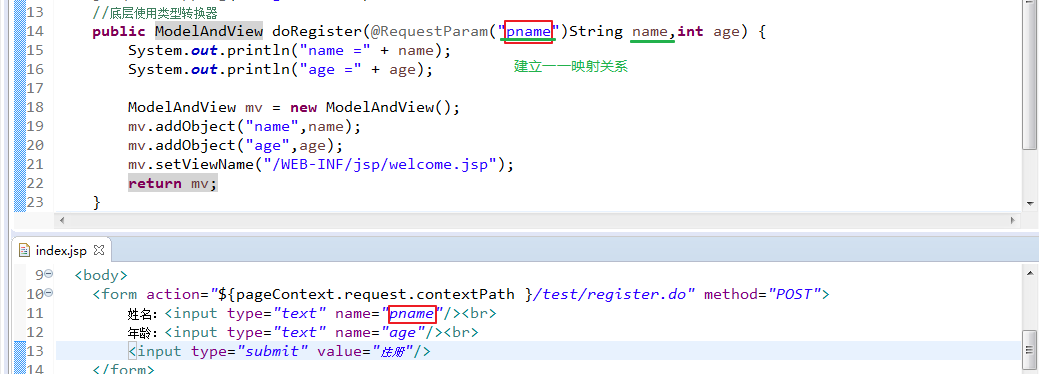 13 //底层使用类型转换器
14 public ModelAndView doRegister(@RequestParam("pname")String name,int age) {
15 System.out.println("name =" + name);
16 System.out.println("age =" + age);
建立一一映射关系
17
18 ModelAndView mv = new ModelAndView();
19 mv.addObject("name",name);
20 mv.addObject("age",age);
21 mv.setViewName("/WEB-INF/jsp/welcome.jsp");
22 return mv;
23 }
index.jsp
9 <body>
10 <form action="${pageContext.request.contextPath }/test/register.do" method="POST">
11 姓名：<input type="text" name="pname"/><br>
12 年龄：<input type="text" name="age"/><br>
13 <input type="submit" value="注册"/>
14 </form>